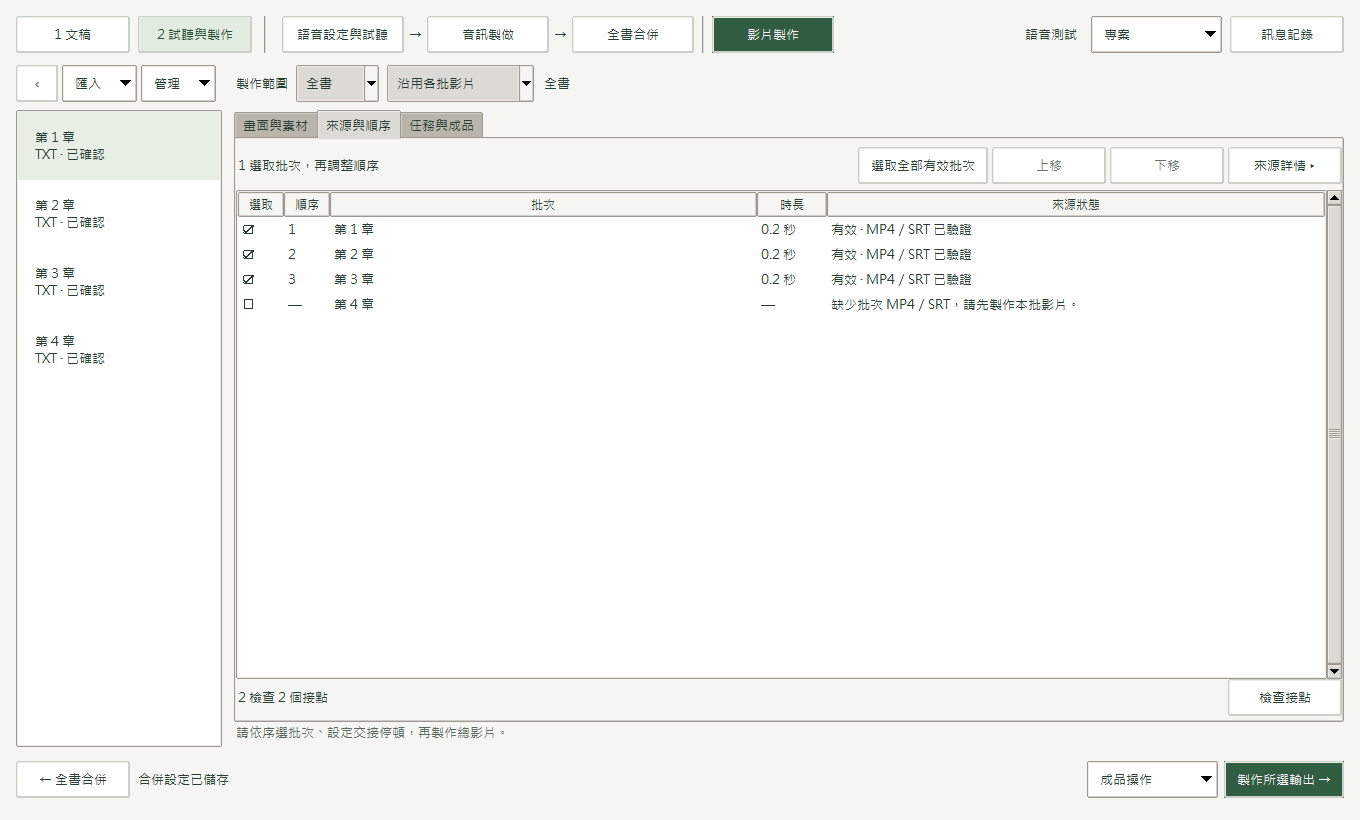 1 文稿
2 試聽與製作
語音設定與試聽
→
音訊製做
→
全書合併
影片製作
語音測試
專案
訊息記錄
‹
匯入
管理
製作範圍
全書
沿用各批影片
全書
第 1 章
TXT · 已確認
第 2 章
TXT · 已確認
第 3 章
TXT · 已確認
第 4 章
TXT · 已確認
畫面與素材
來源與順序
任務與成品
1 選取批次，再調整順序
選取全部有效批次
上移
下移
來源詳情 ▸
選取 順序 批次 時長 來源狀態
☑ 1 第 1 章 0.2 秒 有效 · MP4 / SRT 已驗證
☑ 2 第 2 章 0.2 秒 有效 · MP4 / SRT 已驗證
☑ 3 第 3 章 0.2 秒 有效 · MP4 / SRT 已驗證
☐ — 第 4 章 — 缺少批次 MP4 / SRT，請先製作本批影片。
2 檢查 2 個接點
檢查接點
請依序選批次、設定交接停頓，再製作總影片。
← 全書合併
合併設定已儲存
成品操作
製作所選輸出 →